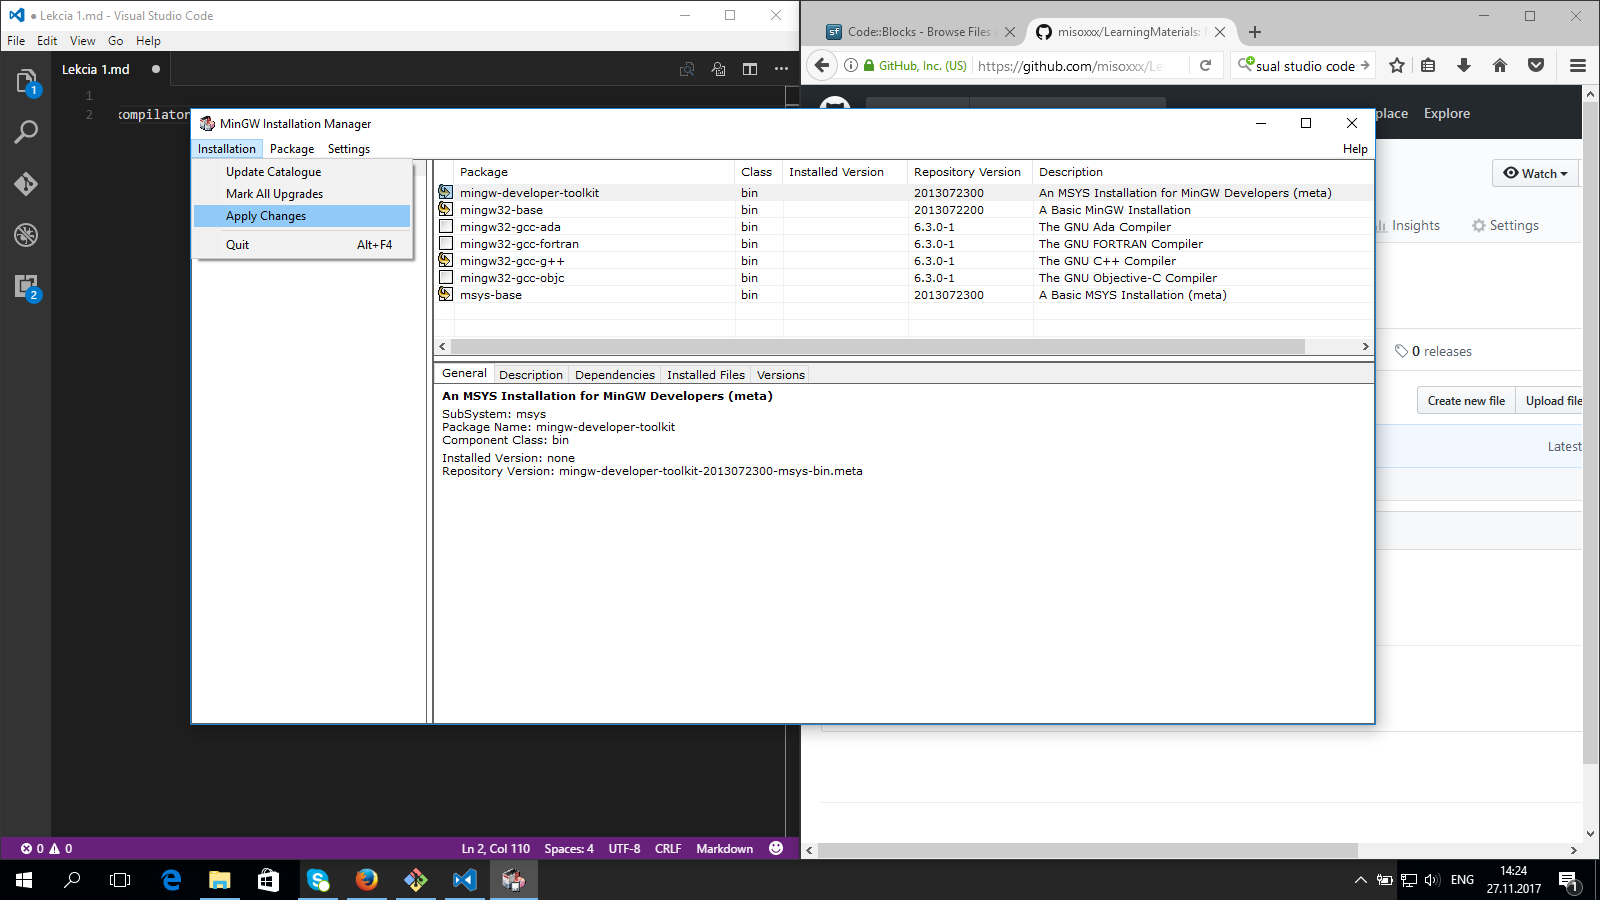 Lekcia 1.md - Visual Studio Code
File Edit View Go Help
Lekcia 1.md
1
2
1
2
MinGW Installation Manager
Installation Package Settings Help
Update Catalogue
Mark All Upgrades
Apply Changes
Quit Alt+F4
Package Class Installed Version Repository Version Description
mingw-developer-toolkit bin 2013072300 An MSYS Installation for MinGW Developers (meta)
mingw32-base bin 2013072200 A Basic MinGW Installation
mingw32-gcc-ada bin 6.3.0-1 The GNU Ada Compiler
mingw32-gcc-fortran bin 6.3.0-1 The GNU FORTRAN Compiler
mingw32-gcc-g++ bin 6.3.0-1 The GNU C++ Compiler
mingw32-gcc-objc bin 6.3.0-1 The GNU Objective-C Compiler
msys-base bin 2013072300 A Basic MSYS Installation (meta)
General Description Dependencies Installed Files Versions
An MSYS Installation for MinGW Developers (meta)
SubSystem: msys
Package Name: mingw-developer-toolkit
Component Class: bin
Installed Version: none
Repository Version: mingw-developer-toolkit-2013072300-msys-bin.meta
sf Code::Blocks - Browse Files
misoxxx/LearningMaterials:
GitHub, Inc. (US) https://github.com/misoxxx/Le
sual studio code
place Explore
Watch
Insights Settings
0 releases
Create new file Upload file
Latest
0 0 Ln 2, Col 110 Spaces: 4 UTF-8 CRLF Markdown
ENG 14:24
27.11.2017
1